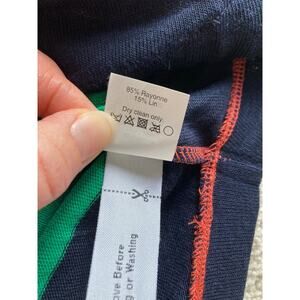 85% Rayonne
15% Lin
Dry clean only.
ove Before
g or Washing